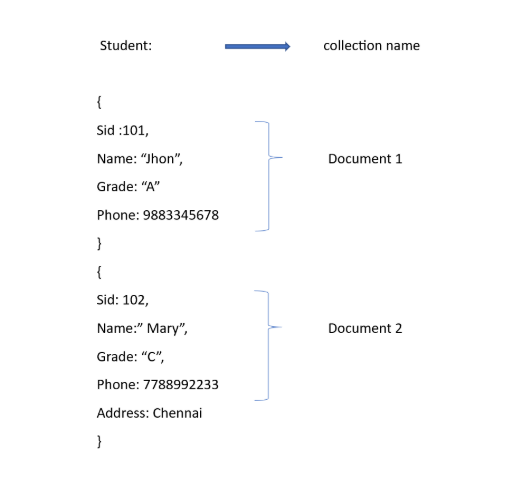 Student: collection name
{
Sid :101,
Name: “Jhon”,
Grade: “A”
Document 1
Phone: 9883345678
}
{
Sid: 102,
Name:” Mary”,
Document 2
Grade: “C”,
Phone: 7788992233
Address: Chennai
}